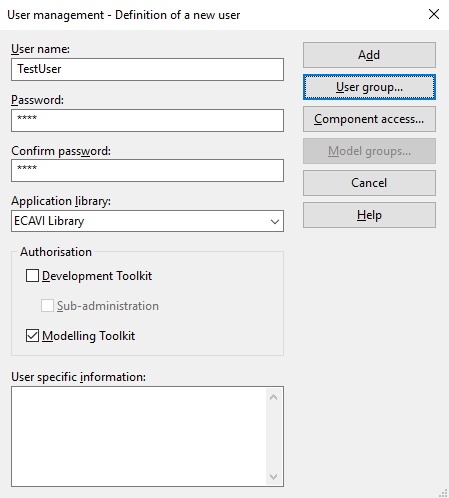 User management - Definition of a new user
User name:
TestUser
Password:
****
Confirm password:
****
Application library:
ECAVI Library
Authorisation
Development Toolkit
Sub-administration
Modelling Toolkit
User specific information:
Add
User group...
Component access...
Model groups...
Cancel
Help